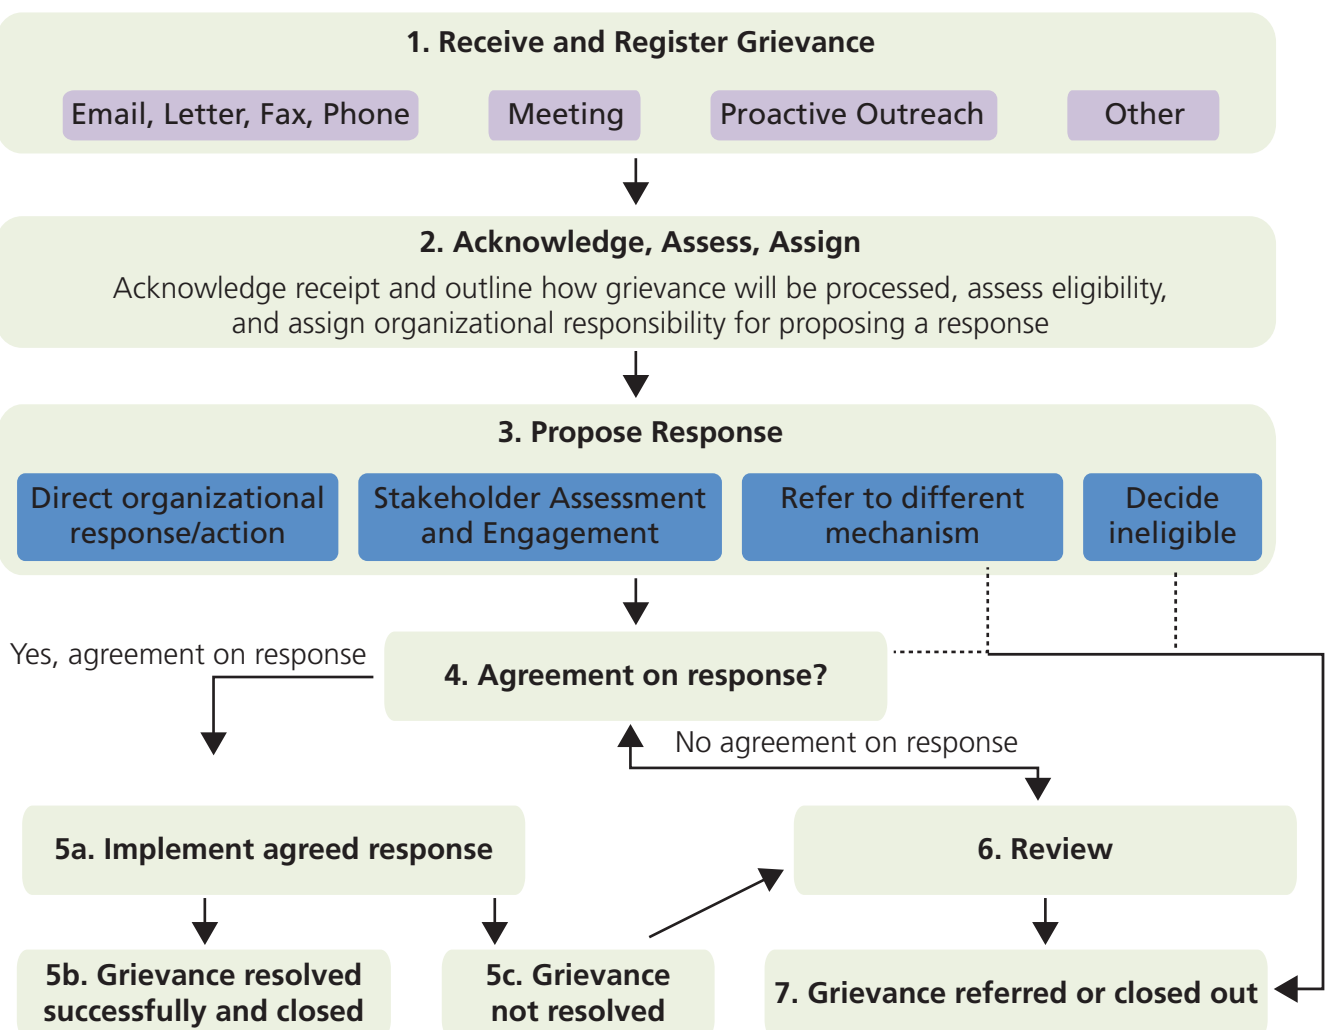 1. Receive and Register Grievance
Email, Letter, Fax, Phone
Meeting
Proactive Outreach
Other
2. Acknowledge, Assess, Assign
Acknowledge receipt and outline how grievance will be processed, assess eligibility,
and assign organizational responsibility for proposing a response
3. Propose Response
Direct organizational
response/action
Stakeholder Assessment
and Engagement
Refer to different
mechanism
Decide
ineligible
Yes, agreement on response
4. Agreement on response?
No agreement on response
5a. Implement agreed response
6. Review
5b. Grievance resolved
successfully and closed
5c. Grievance
not resolved
7. Grievance referred or closed out